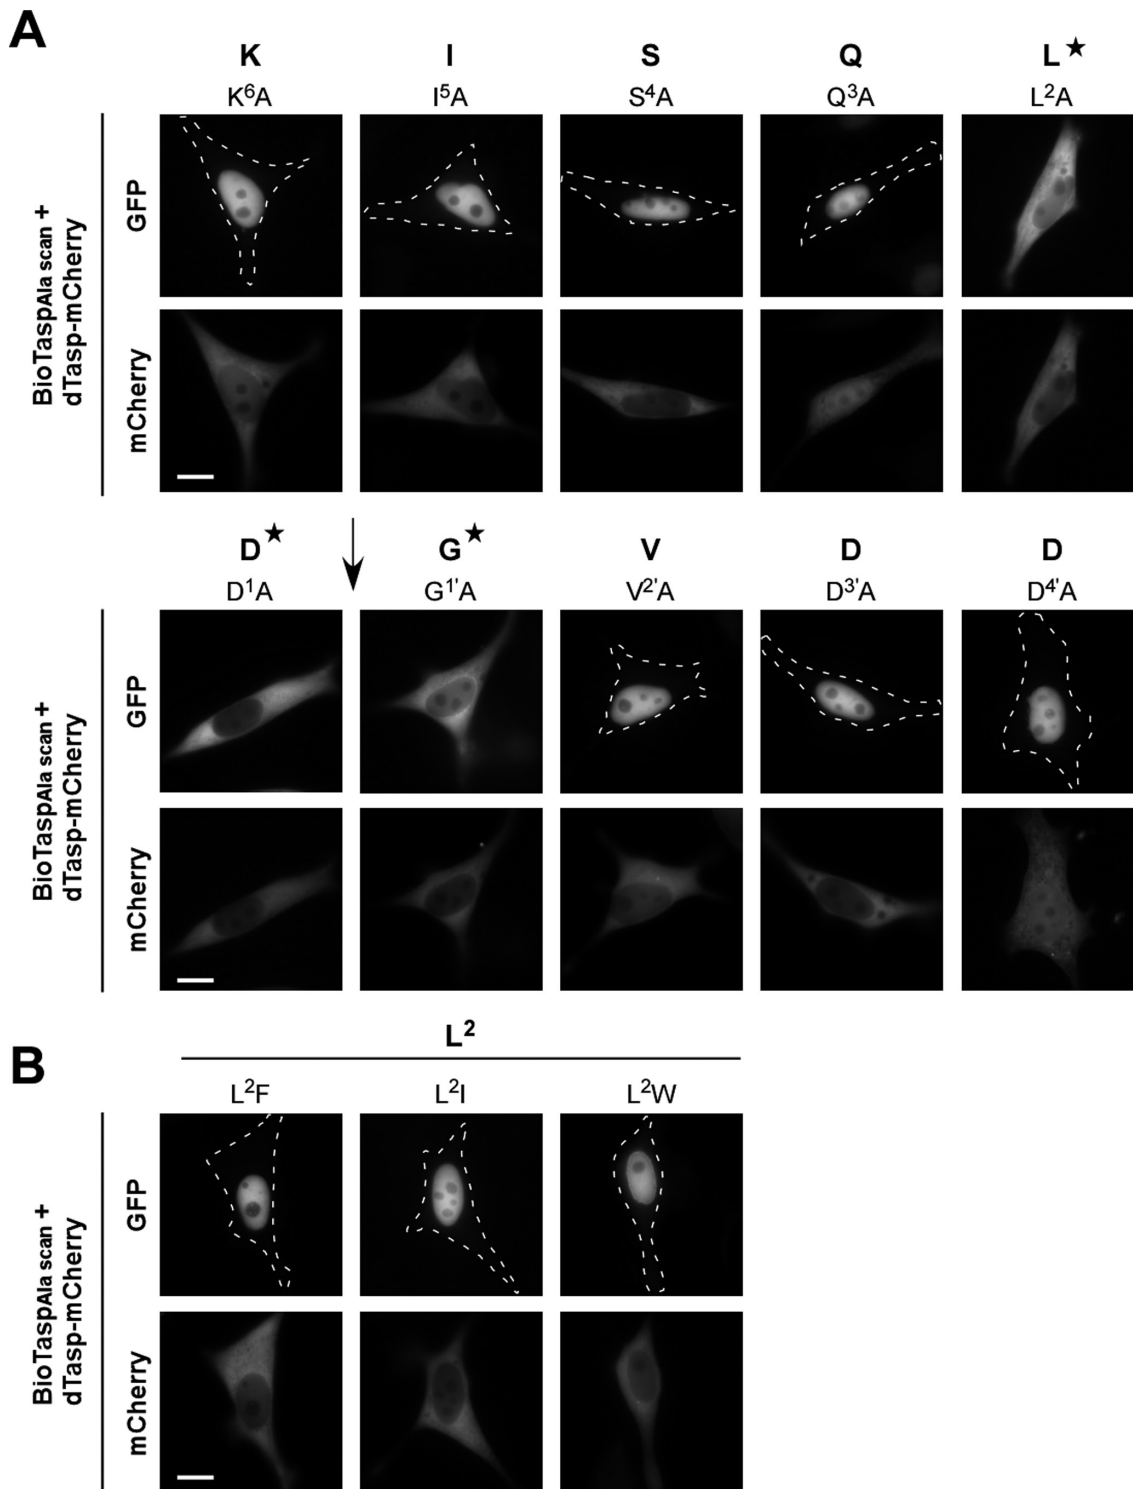 A
K I S Q L★
K⁶A I⁵A S⁴A Q³A L²A
BioTaspAla scan +
dTasp-mCherry
GFP
mCherry
D★ G★ V D D
D¹A G¹'A V²'A D³'A D⁴'A
BioTaspAla scan +
dTasp-mCherry
GFP
mCherry
B
L²
L²F L²I L²W
BioTaspAla scan +
dTasp-mCherry
GFP
mCherry